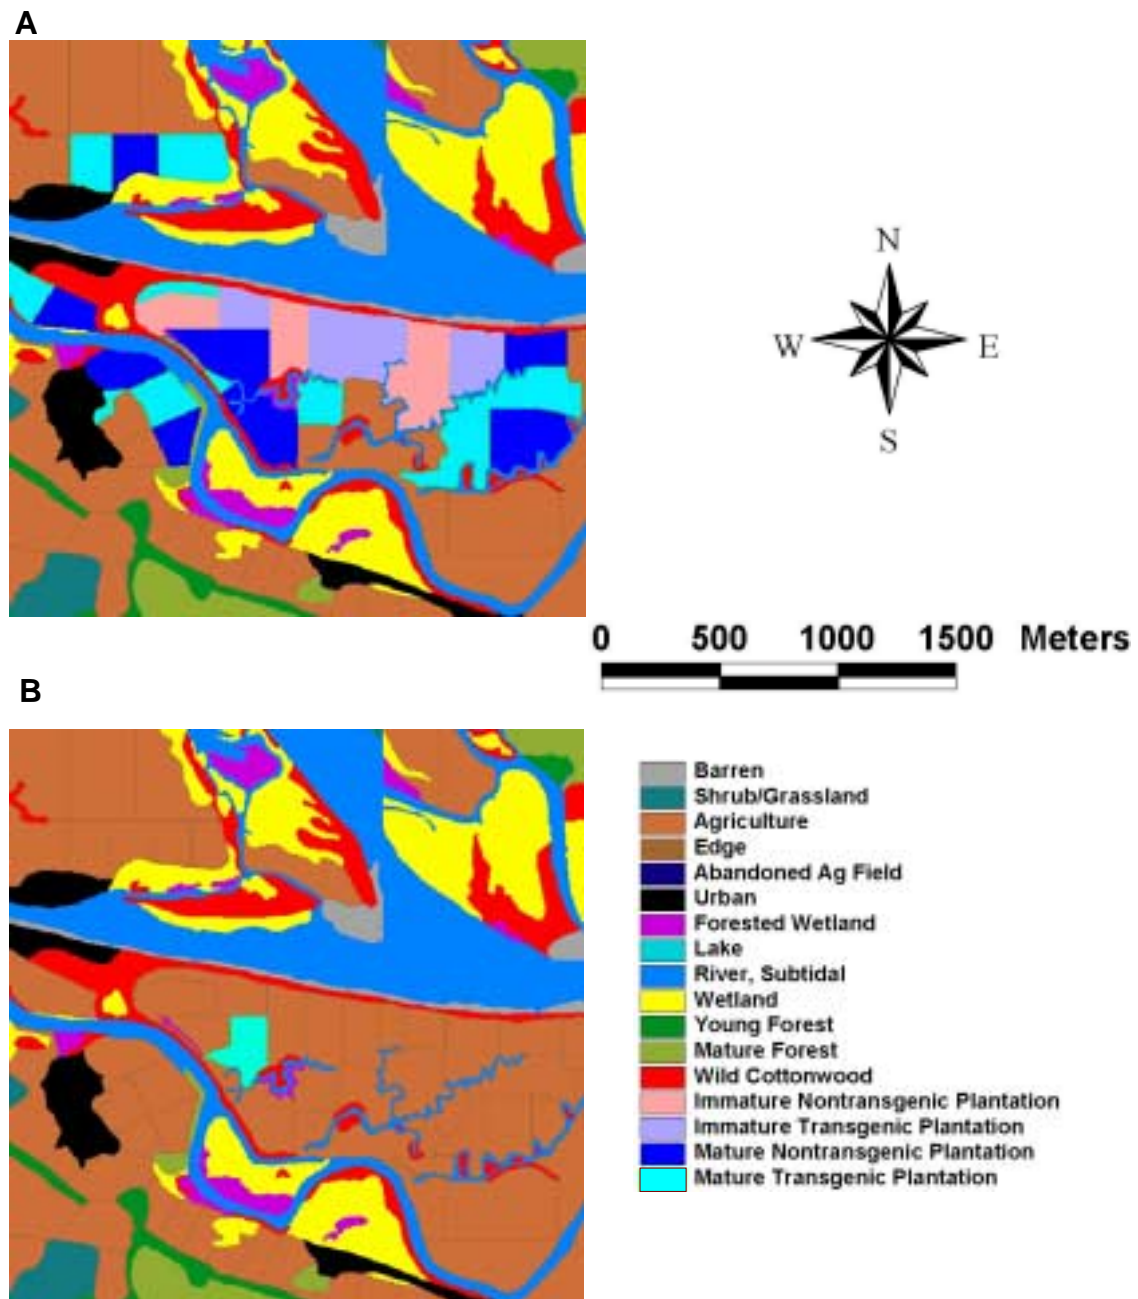 A
N
W
E
S
0 500 1000 1500 Meters
B
Barren
Shrub/Grassland
Agriculture
Edge
Abandoned Ag Field
Urban
Forested Wetland
Lake
River, Subtidal
Wetland
Young Forest
Mature Forest
Wild Cottonwood
Immature Nontransgenic Plantation
Immature Transgenic Plantation
Mature Nontransgenic Plantation
Mature Transgenic Plantation